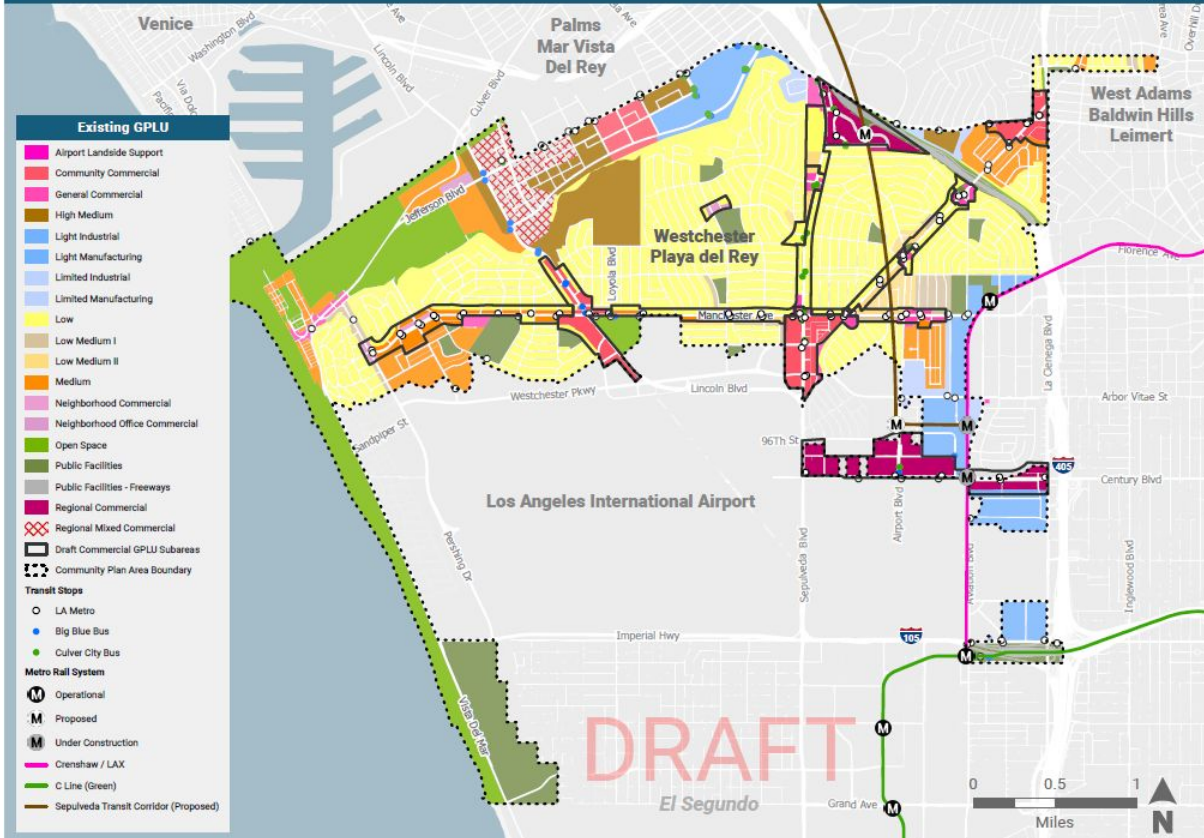 Venice
Washington Blvd
Lincoln Blvd
Culver Blvd
Palms
Mar Vista
Del Rey
Overhill Dr
West Adams
Baldwin Hills
Leimert
Existing GPLU
Airport Landside Support
Community Commercial
General Commercial
High Medium
Light Industrial
Light Manufacturing
Limited Industrial
Limited Manufacturing
Low
Low Medium I
Low Medium II
Medium
Neighborhood Commercial
Neighborhood Office Commercial
Open Space
Public Facilities
Public Facilities - Freeways
Regional Commercial
Regional Mixed Commercial
Draft Commercial GPLU Subareas
Community Plan Area Boundary
Transit Stops
LA Metro
Big Blue Bus
Culver City Bus
Metro Rail System
M Operational
M Proposed
M Under Construction
Crenshaw / LAX
C Line (Green)
Sepulveda Transit Corridor (Proposed)
Jefferson Blvd
Westchester
Playa del Rey
Loyola Blvd
Manchester Ave
Florence Ave
La Cienega Blvd
Westchester Pkwy
Lincoln Blvd
Arbor Vitae St
Sandpiper St
96Th St
405
Century Blvd
Los Angeles International Airport
Pershing Dr
Sepulveda Blvd
Airport Blvd
Aviation Blvd
Inglewood Blvd
Imperial Hwy
105
Vista Del Mar
DRAFT
El Segundo
Grand Ave
0 0.5 1
Miles
N